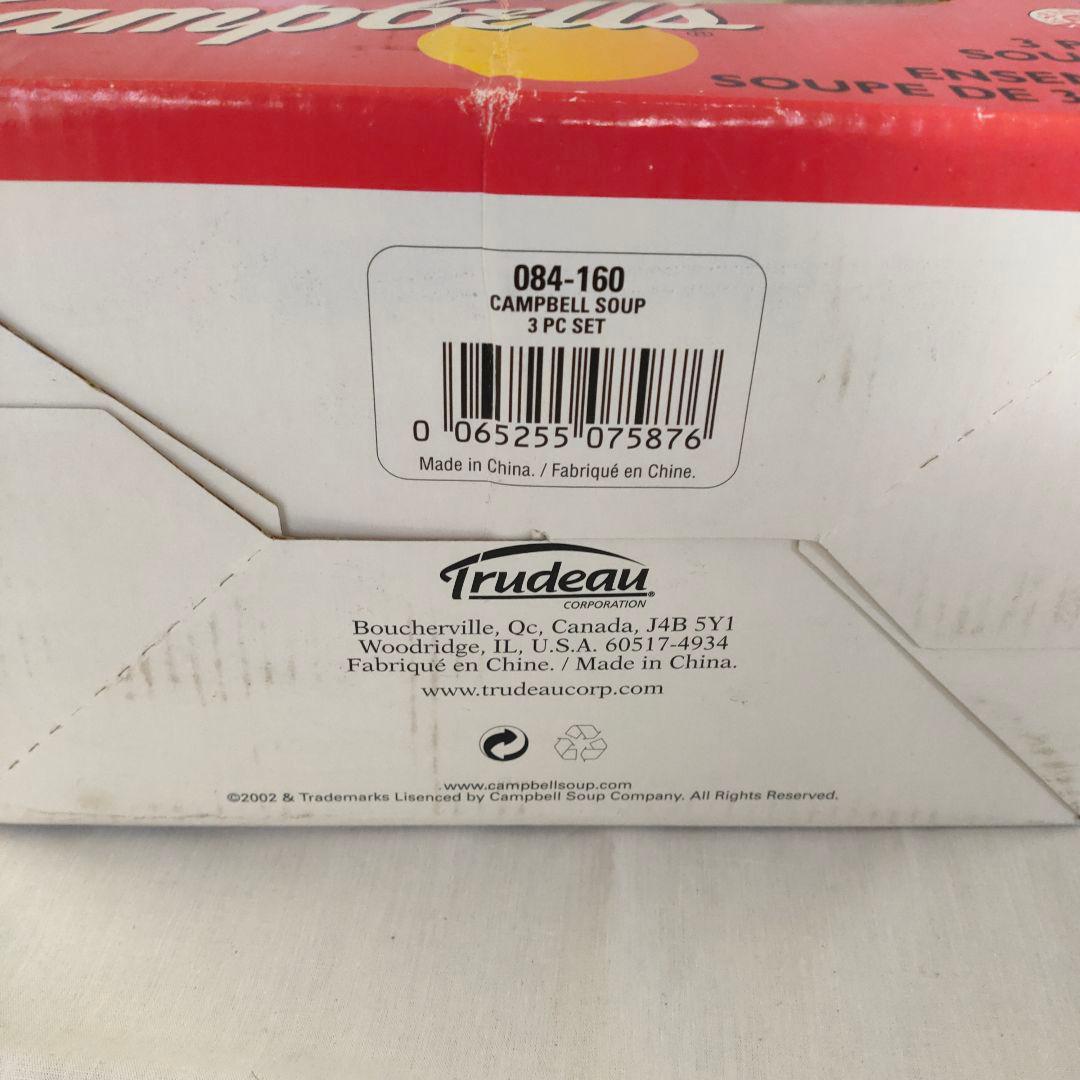 Campbell's
3
SOU
ENSEM
SOUPE DE 3
084-160
CAMPBELL SOUP
3 PC SET
0 065255 075876
Made in China. / Fabriqué en Chine.
Trudeau®
CORPORATION
Boucherville, Qc, Canada, J4B 5Y1
Woodridge, IL, U.S.A. 60517-4934
Fabriqué en Chine. / Made in China.
www.trudeaucorp.com
www.campbellsoup.com
©2002 & Trademarks Lisenced by Campbell Soup Company. All Rights Reserved.